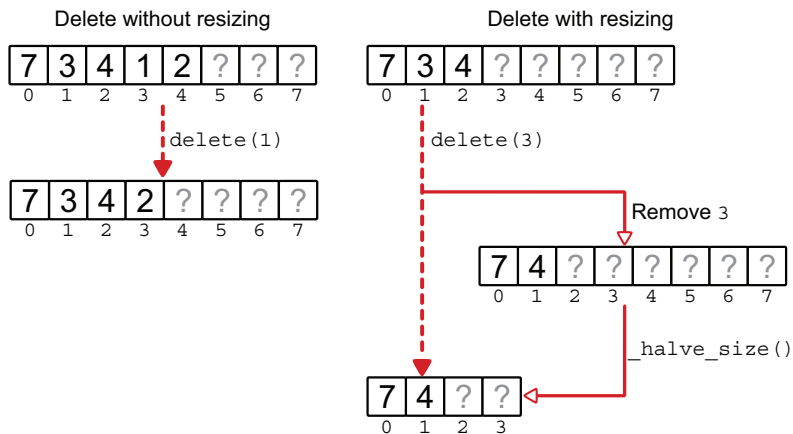 Delete without resizing
7 3 4 1 2 ? ? ?
0 1 2 3 4 5 6 7
delete(1)
7 3 4 2 ? ? ? ?
0 1 2 3 4 5 6 7
Delete with resizing
7 3 4 ? ? ? ? ?
0 1 2 3 4 5 6 7
delete(3)
Remove 3
7 4 ? ? ? ? ? ?
0 1 2 3 4 5 6 7
_halve_size()
7 4 ? ?
0 1 2 3